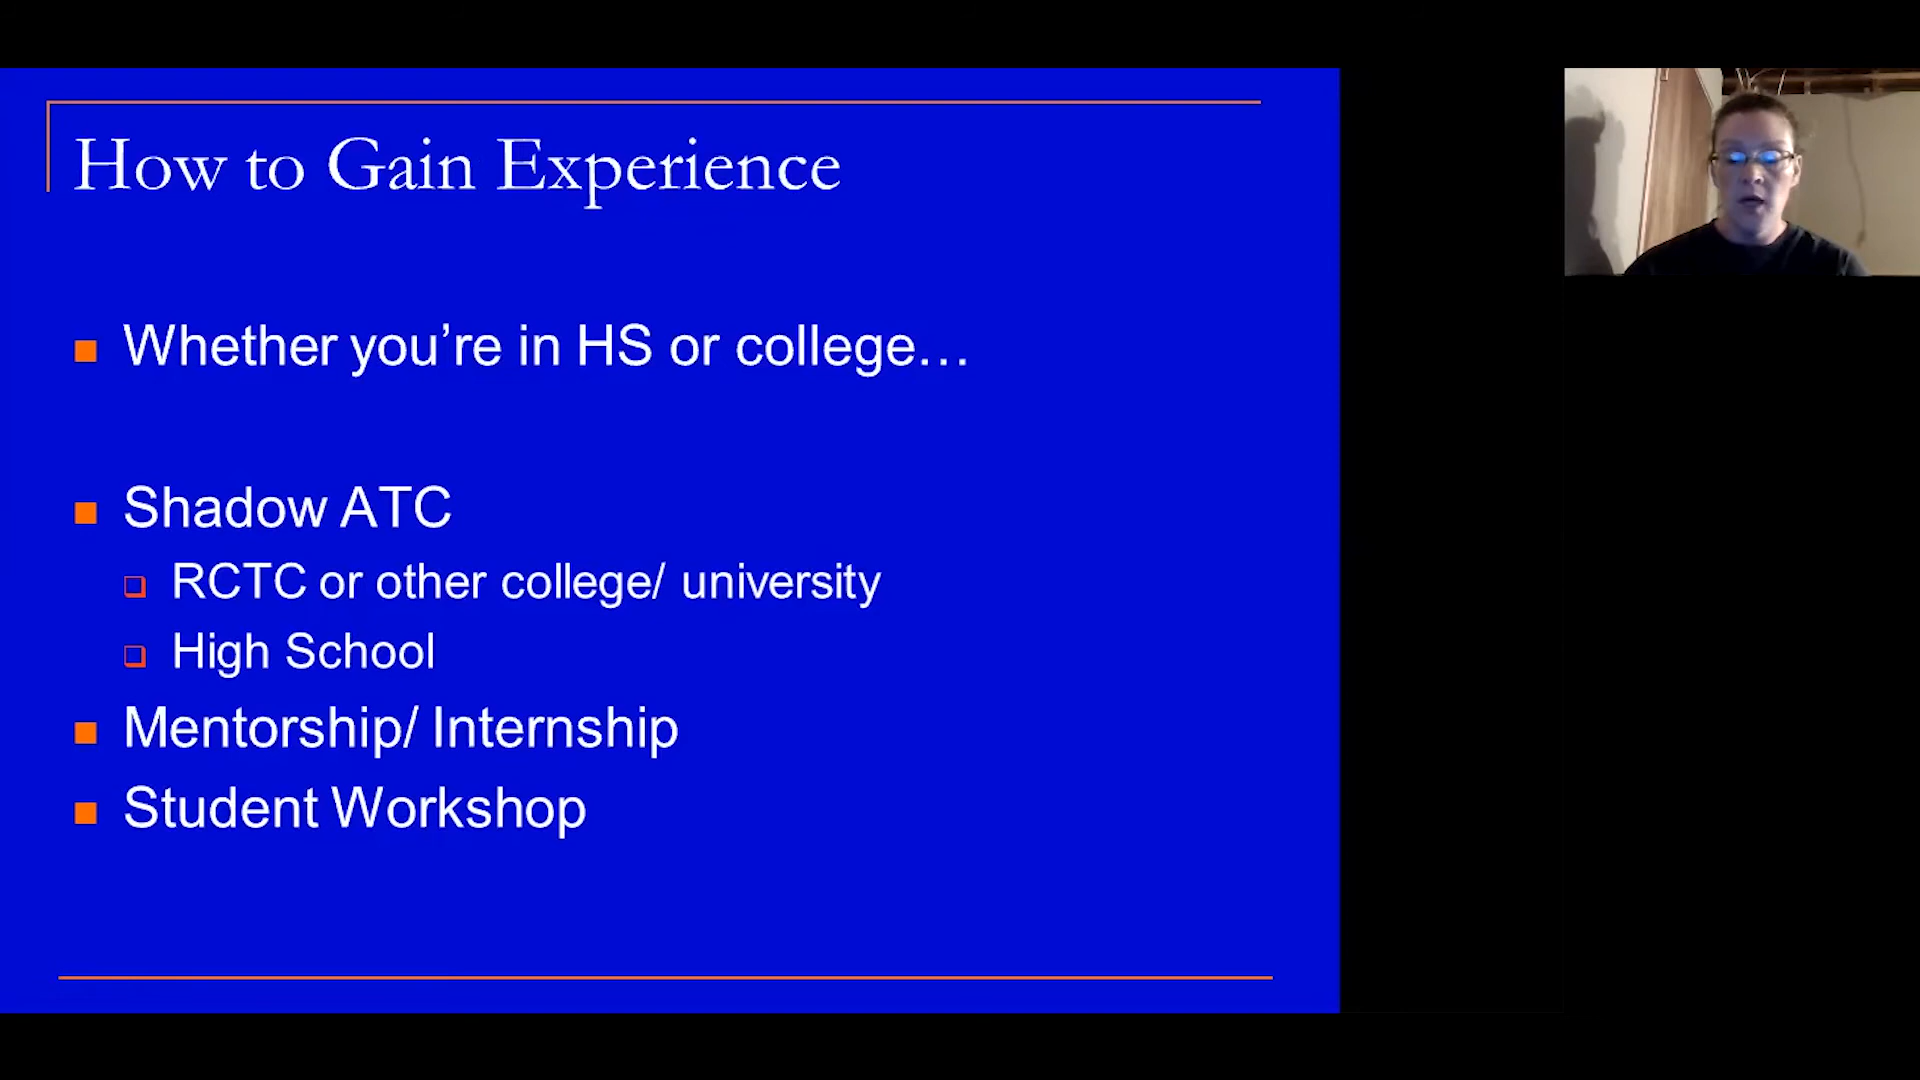 How to Gain Experience
Whether you’re in HS or college…
Shadow ATC
RCTC or other college/ university
High School
Mentorship/ Internship
Student Workshop